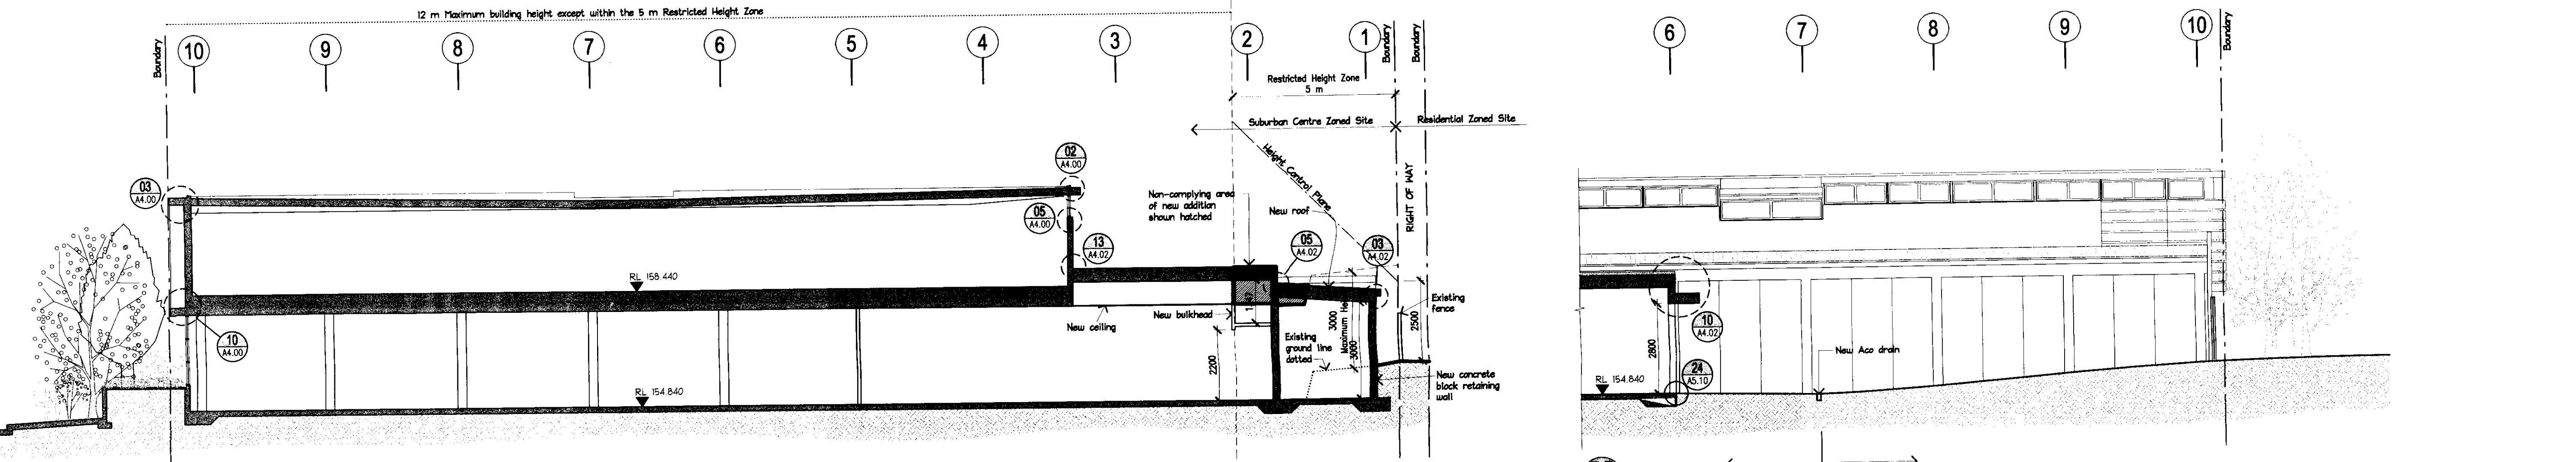 12 m Maximum building height except within the 5 m Restricted Height Zone
Boundary
10
9
8
7
6
5
4
3
2
1
Boundary
Boundary
Restricted Height Zone
5 m
Suburban Centre Zoned Site
Residential Zoned Site
Height Control Plane
RIGHT OF WAY
03
A4.00
02
A4.00
05
A4.00
13
A4.02
Non-complying area
of new addition
shown hatched
New roof
05
A4.02
03
A4.02
RL 158.440
New ceiling
New bulkhead
Existing
fence
2500
3000
3000
2200
Existing
ground line
dotted
10
A4.00
RL 154.840
New concrete
block retaining
wall
6
7
8
9
10
Boundary
10
A4.02
2800
New Aco drain
24
A5.10
RL 154.840